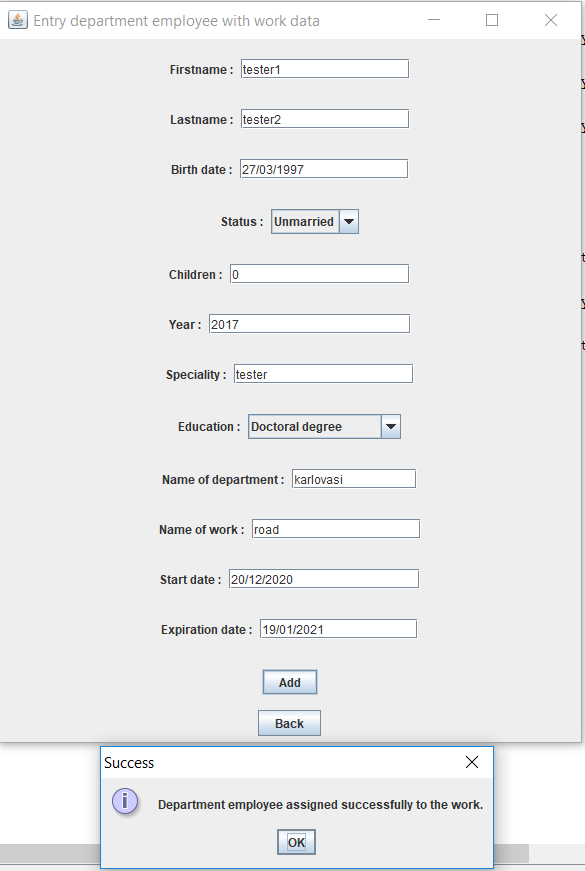 Entry department employee with work data
Firstname : tester1
Lastname : tester2
Birth date : 27/03/1997
Status : Unmarried
Children : 0
Year : 2017
Speciality : tester
Education : Doctoral degree
Name of department : karlovasi
Name of work : road
Start date : 20/12/2020
Expiration date : 19/01/2021
Add
Back
Success
Department employee assigned successfully to the work.
OK